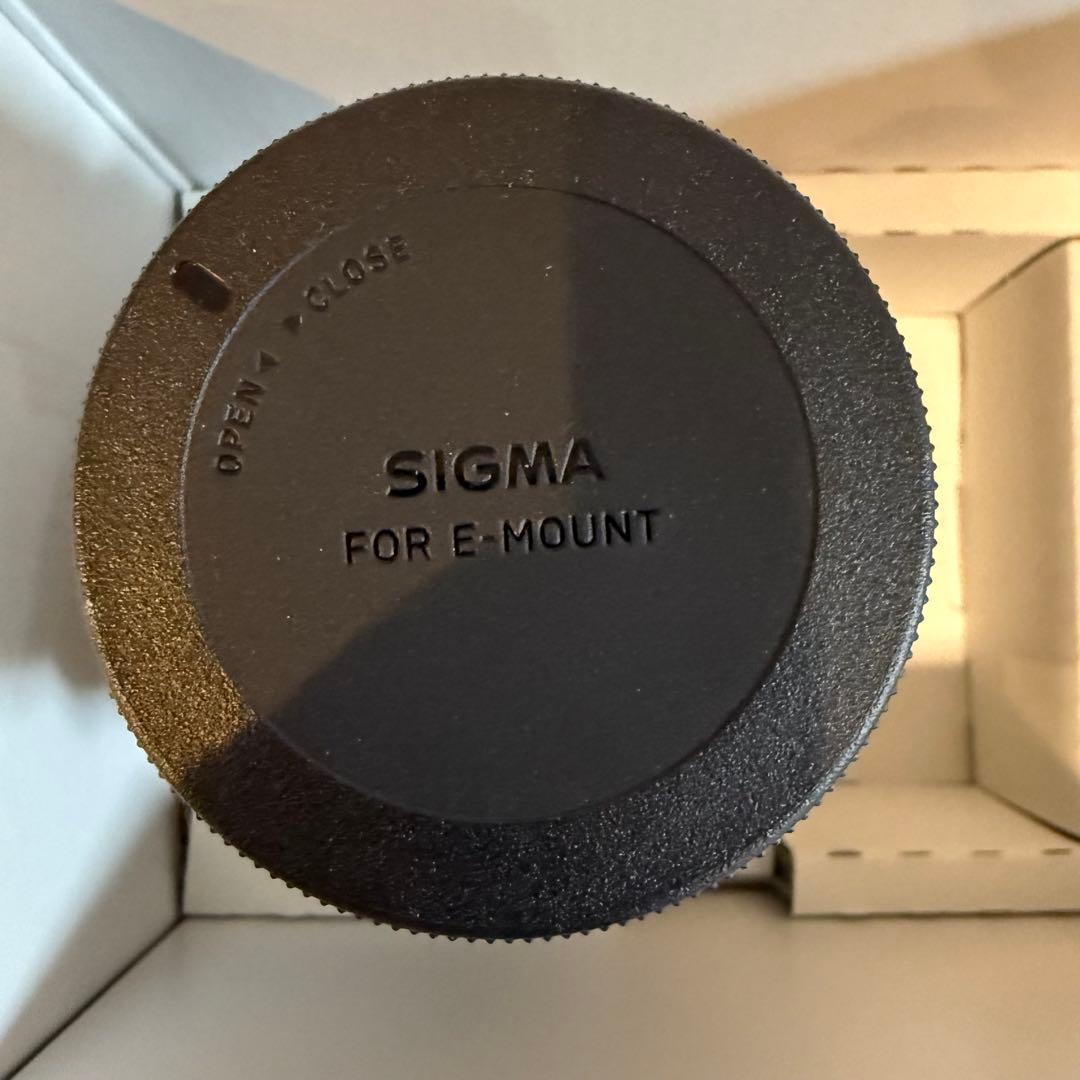 OPEN ◀ ▶ CLOSE
SIGMA
FOR E-MOUNT